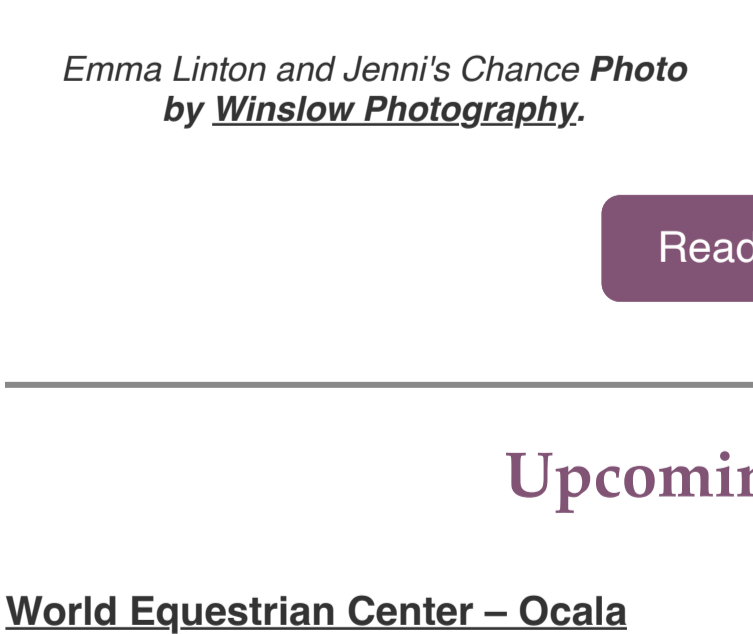 Emma Linton and Jenni's Chance Photo
by Winslow Photography.
Read
Upcomin
World Equestrian Center – Ocala